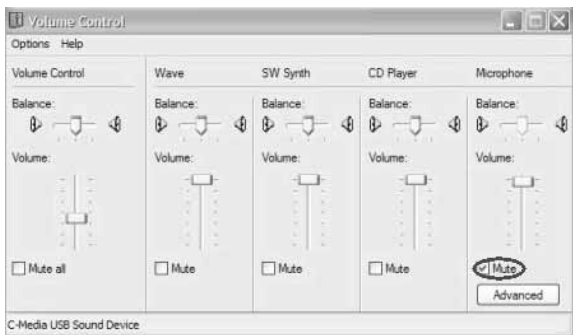 Volume Control
Options Help
Volume Control Wave SW Synth CD Player Microphone
Balance: Balance: Balance: Balance: Balance:
Volume: Volume: Volume: Volume: Volume:
Mute all Mute Mute Mute Mute
Advanced
C-Media USB Sound Device